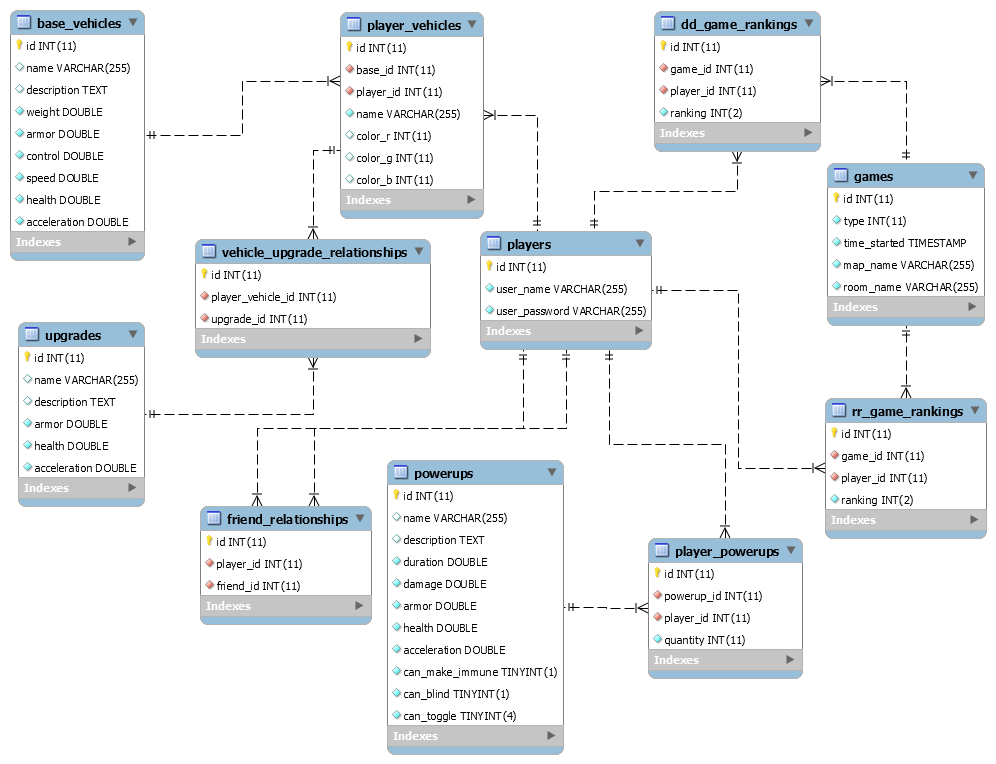 base_vehicles
id INT(11)
name VARCHAR(255)
description TEXT
weight DOUBLE
armor DOUBLE
control DOUBLE
speed DOUBLE
health DOUBLE
acceleration DOUBLE
Indexes
player_vehicles
id INT(11)
base_id INT(11)
player_id INT(11)
name VARCHAR(255)
color_r INT(11)
color_g INT(11)
color_b INT(11)
Indexes
dd_game_rankings
id INT(11)
game_id INT(11)
player_id INT(11)
ranking INT(2)
Indexes
games
id INT(11)
type INT(11)
time_started TIMESTAMP
map_name VARCHAR(255)
room_name VARCHAR(255)
Indexes
vehicle_upgrade_relationships
id INT(11)
player_vehicle_id INT(11)
upgrade_id INT(11)
Indexes
players
id INT(11)
user_name VARCHAR(255)
user_password VARCHAR(255)
Indexes
upgrades
id INT(11)
name VARCHAR(255)
description TEXT
armor DOUBLE
health DOUBLE
acceleration DOUBLE
Indexes
rr_game_rankings
id INT(11)
game_id INT(11)
player_id INT(11)
ranking INT(2)
Indexes
friend_relationships
id INT(11)
player_id INT(11)
friend_id INT(11)
Indexes
powerups
id INT(11)
name VARCHAR(255)
description TEXT
duration DOUBLE
damage DOUBLE
armor DOUBLE
health DOUBLE
acceleration DOUBLE
can_make_immune TINYINT(1)
can_blind TINYINT(1)
can_toggle TINYINT(4)
Indexes
player_powerups
id INT(11)
powerup_id INT(11)
player_id INT(11)
quantity INT(11)
Indexes